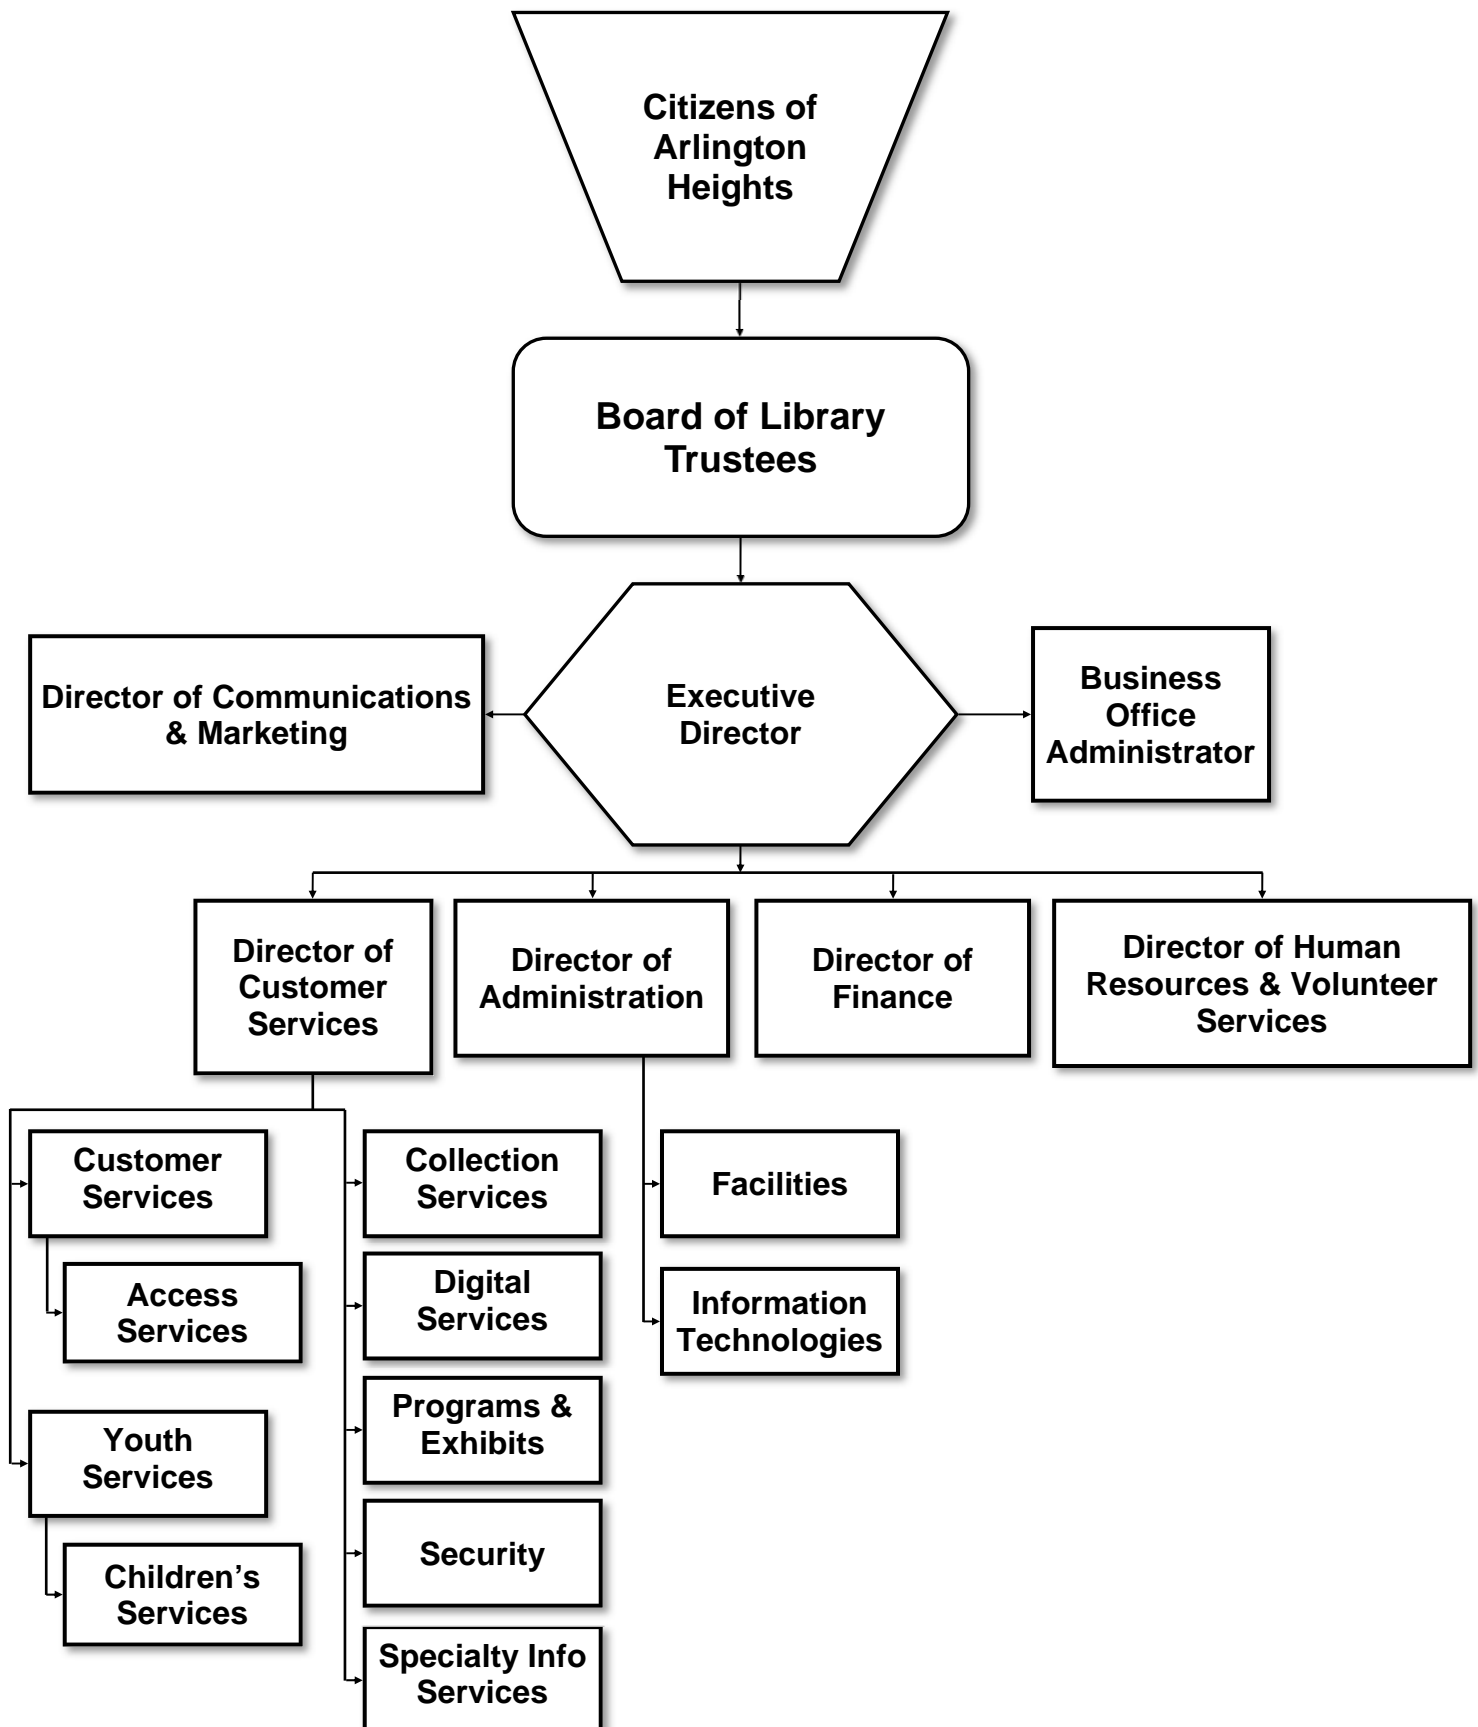 Citizens of
Arlington
Heights
Board of Library
Trustees
Director of Communications
& Marketing
Executive
Director
Business
Office
Administrator
Director of
Customer
Services
Director of
Administration
Director of
Finance
Director of Human
Resources & Volunteer
Services
Customer
Services
Access
Services
Youth
Services
Children’s
Services
Collection
Services
Digital
Services
Programs &
Exhibits
Security
Specialty Info
Services
Facilities
Information
Technologies